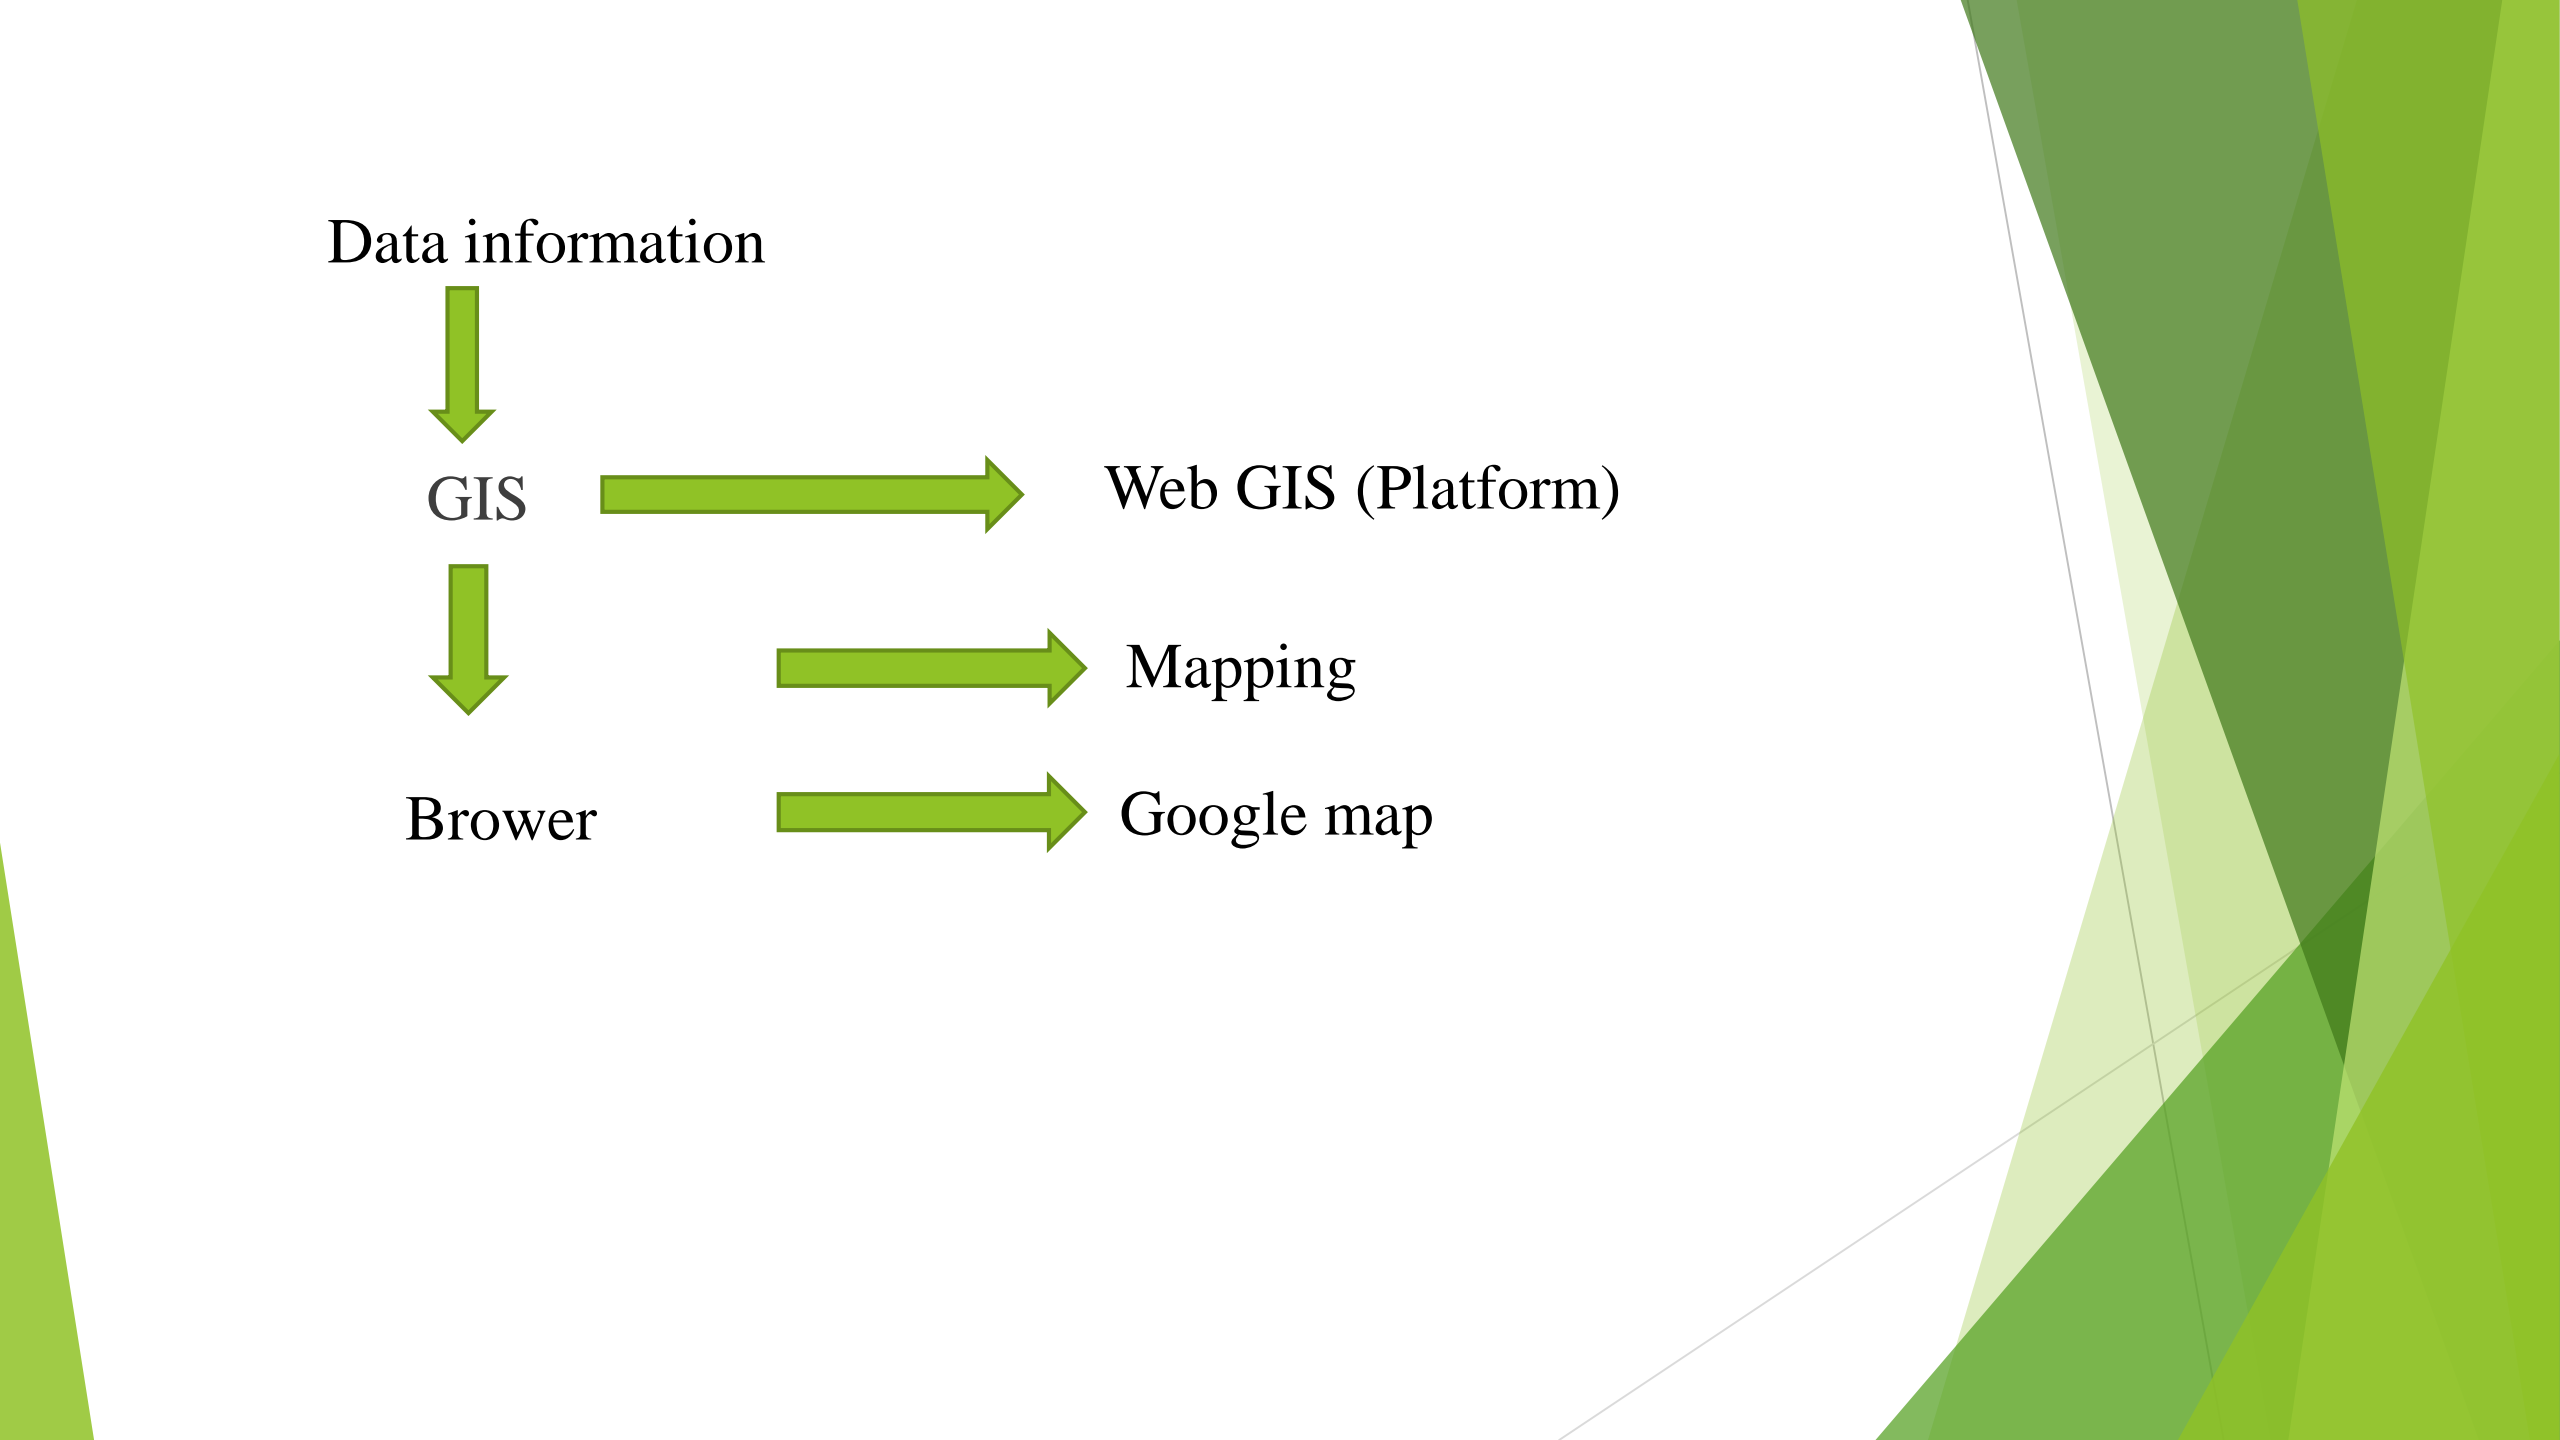 Data information
GIS
Web GIS (Platform)
Mapping
Brower
Google map